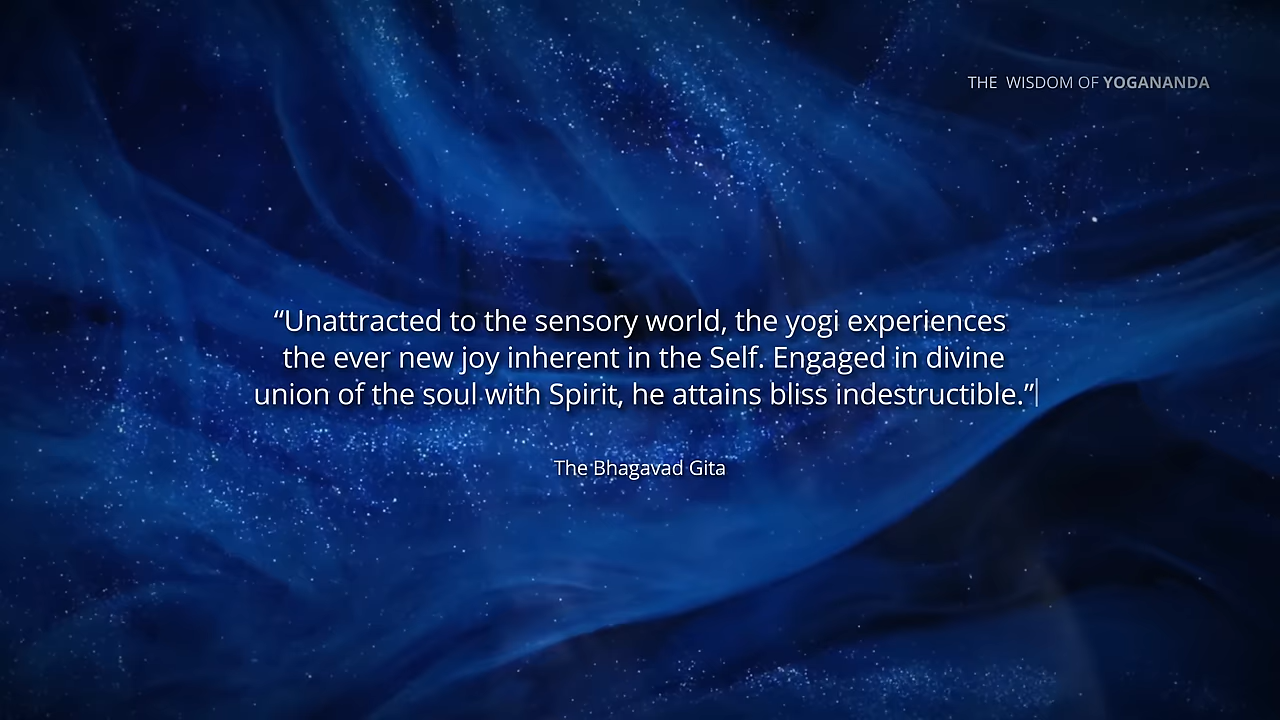 THE WISDOM OF YOGANANDA
“Unattracted to the sensory world, the yogi experiences
the ever new joy inherent in the Self. Engaged in divine
union of the soul with Spirit, he attains bliss indestructible.”
The Bhagavad Gita